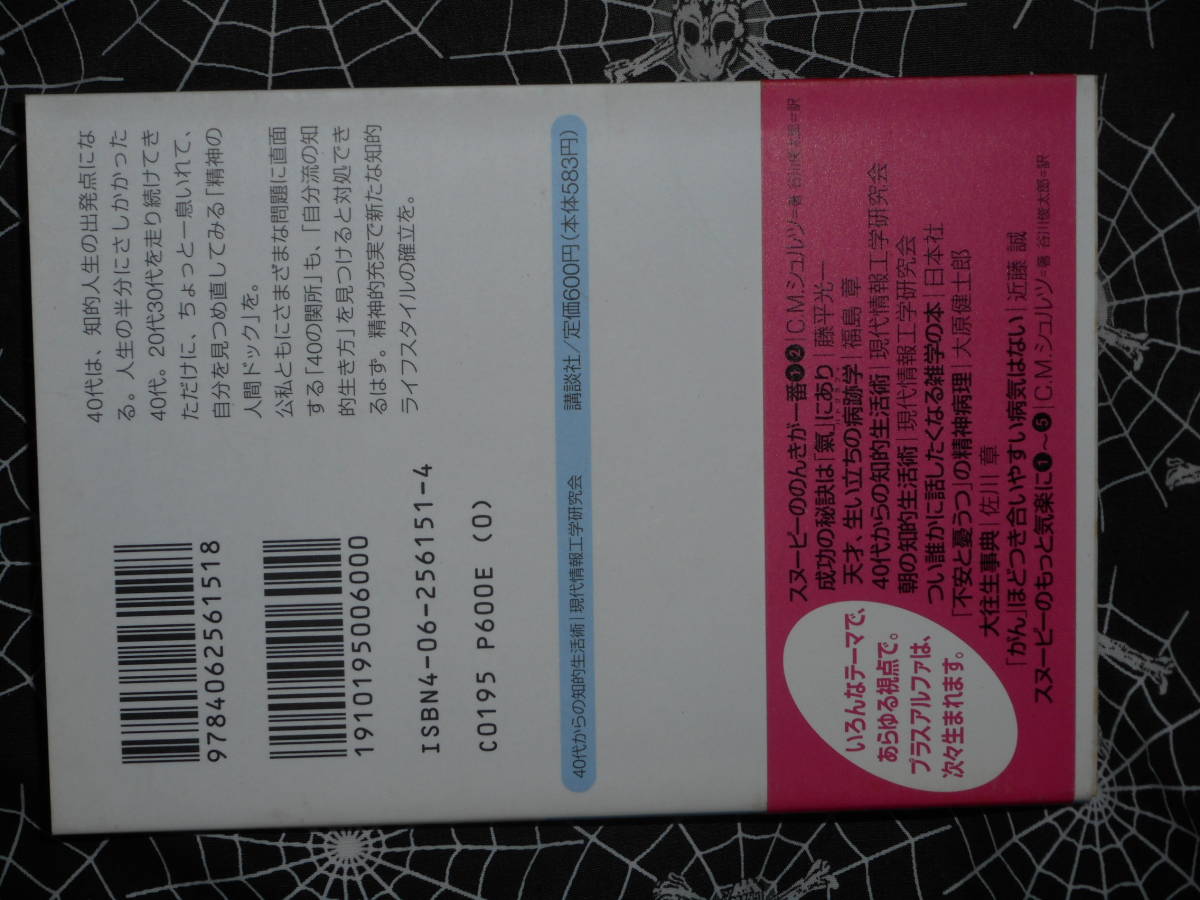 40代は、知的人生の出発点にな
る。人生の半分にさしかかった
40代。20代30代を走り続けてき
ただけに、ちょっと一息いれて、
自分を見つめ直してみる「精神の
人間ドック」を。
公私ともにさまざまな問題に直面
する「40の関所」も、「自分流の知
的生き方」を見つけると対処でき
るはず。精神的充実で新たな知的
ライフスタイルの確立を。
9784062561518
1910195006000
ISBN4-06-256151-4
C0195 P600E (0)
40代からの知的生活術|現代情報工学研究会 講談社/定価600円(本体583円)
スヌーピーののんきが一番❶❷|C.M.シュルツ=著 谷川俊太郎=訳
成功の秘訣は「氣」にあり|藤平光一
天才、生い立ちの病跡学|福島 章
40代からの知的生活術|現代情報工学研究会
朝の知的生活術|現代情報工学研究会
つい誰かに話したくなる雑学の本|日本社
「不安と憂うつ」の精神病理|大原健士郎
大往生事典|佐川 章
「がん」ほどつき合いやすい病気はない|近藤 誠
スヌーピーのもっと気楽に❶〜❺|C.M.シュルツ=著 谷川俊太郎=訳
いろんなテーマで、
あらゆる視点で。
プラスアルファは、
次々生まれます。